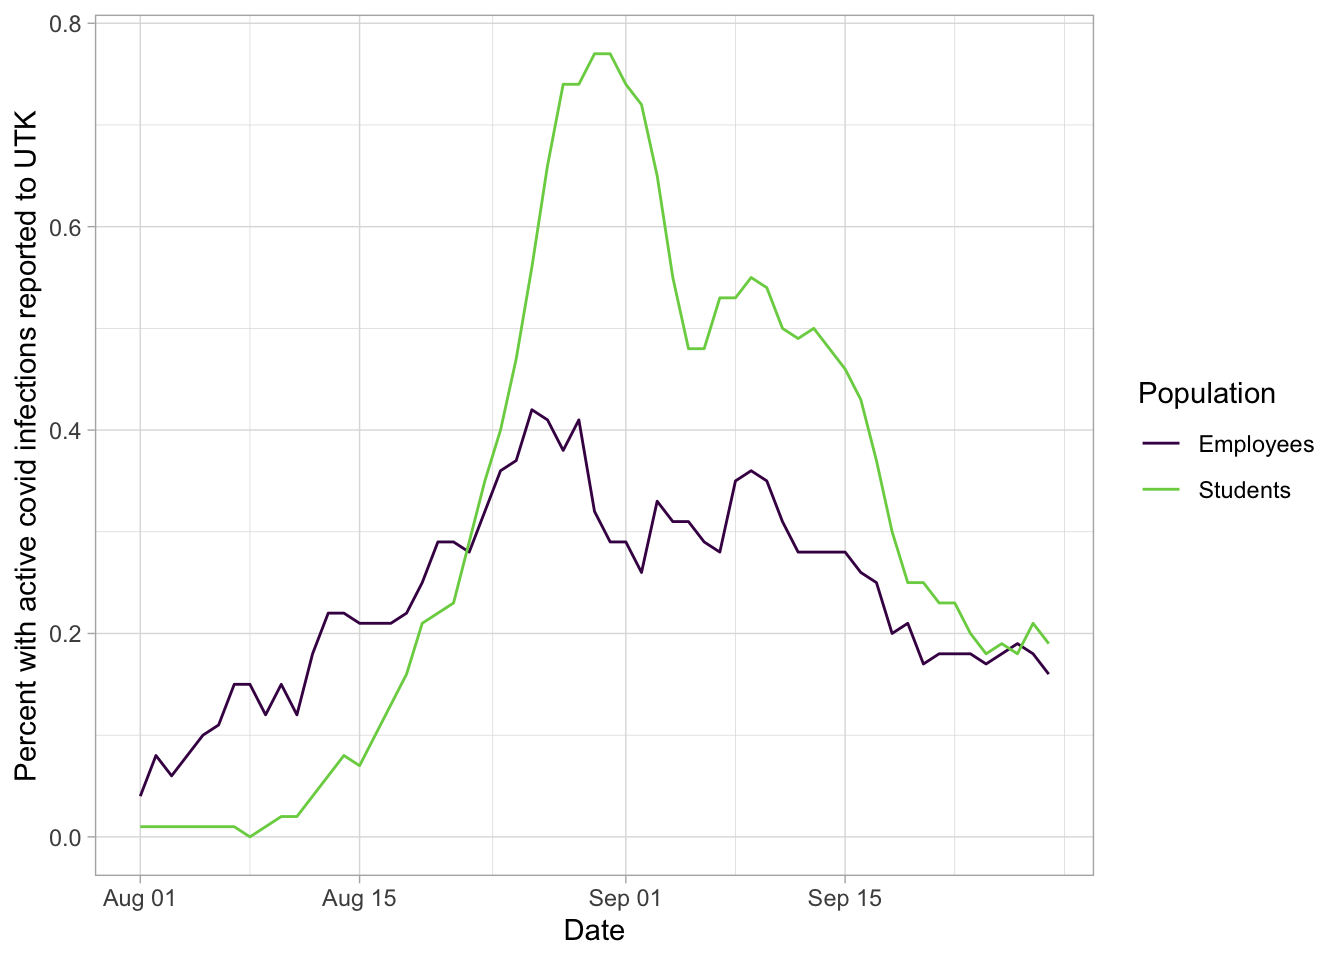 Percent with active covid infections reported to UTK
0.8
0.6
0.4
0.2
0.0
Aug 01 Aug 15 Sep 01 Sep 15
Date
Population
Employees
Students